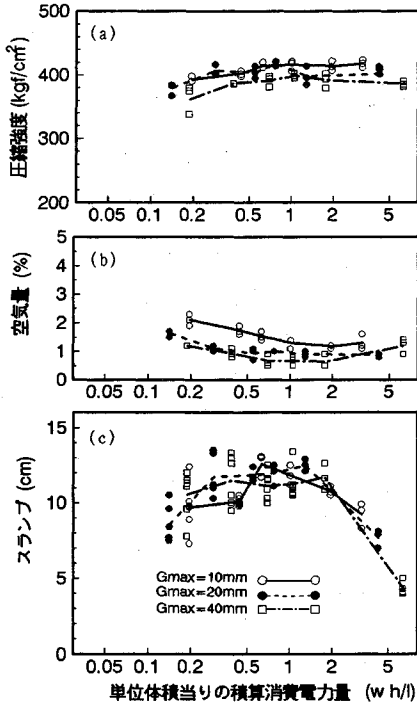 500
(a)
400
300
200
圧縮強度 (kgf/cm²)
0.05 0.1 0.2 0.5 1 2 5
5
(b)
4
3
2
1
0
空気量 (%)
0.05 0.1 0.2 0.5 1 2 5
15
(c)
10
5
0
スランプ (cm)
Gmax=10mm
Gmax=20mm
Gmax=40mm
0.05 0.1 0.2 0.5 1 2 5
単位体積当りの積算消費電力量 (w h/l)